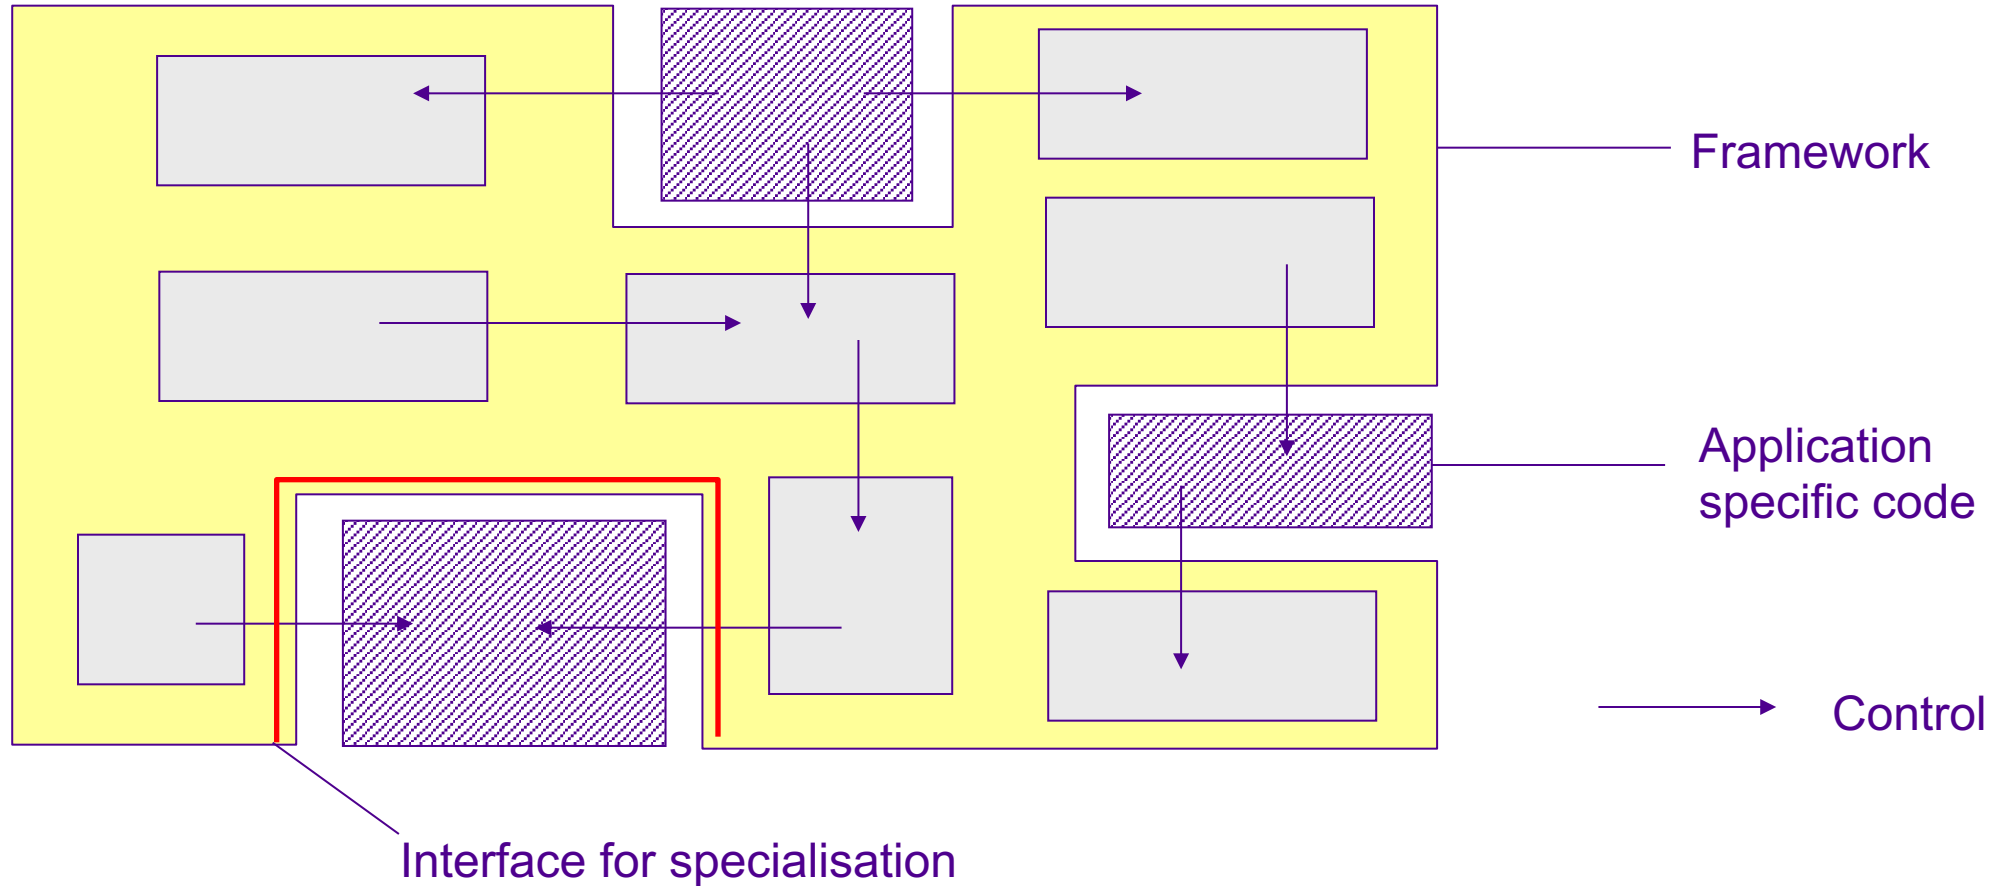 Framework
Application
specific code
Control
Interface for specialisation